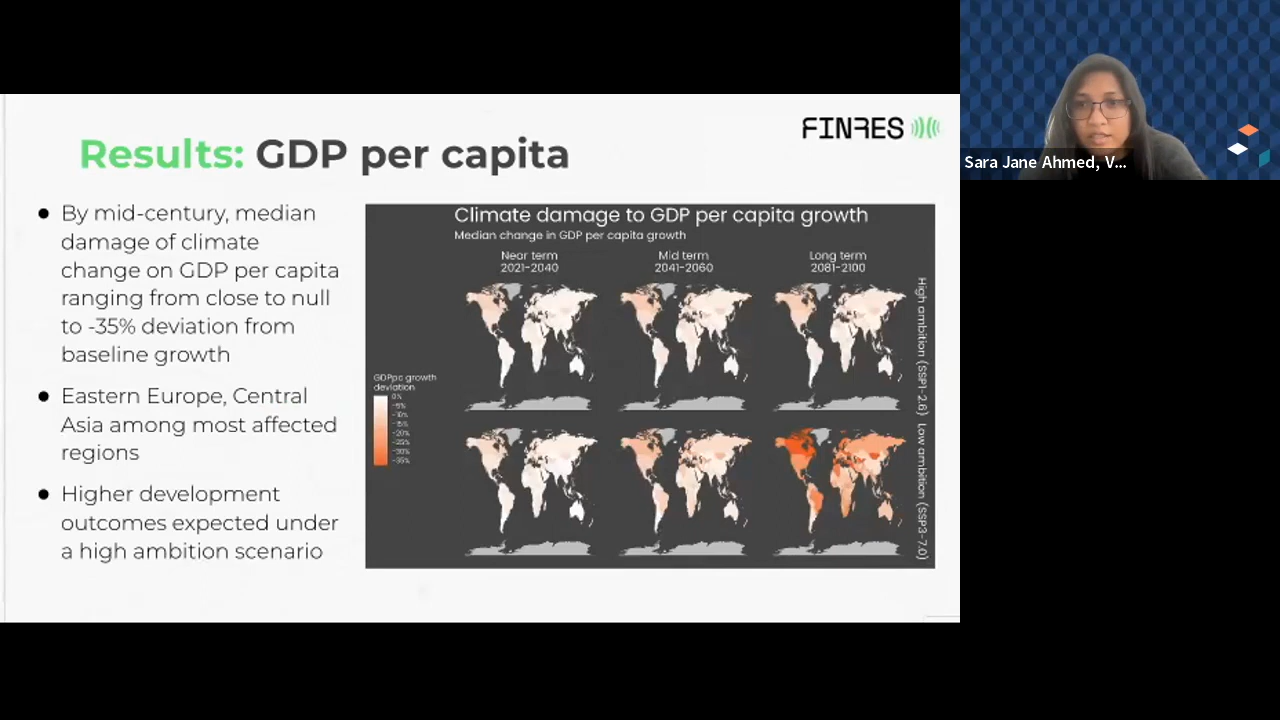 Results: GDP per capita
FINRES
● By mid-century, median
damage of climate
change on GDP per capita
ranging from close to null
to -35% deviation from
baseline growth
● Eastern Europe, Central
Asia among most affected
regions
● Higher development
outcomes expected under
a high ambition scenario
Climate damage to GDP per capita growth
Median change in GDP per capita growth
Near term
2021-2040
Mid term
2041-2060
Long term
2081-2100
High ambition (SSP1-2.6)
Low ambition (SSP3-7.0)
GDPpc growth
deviation
0%
-5%
-10%
-15%
-20%
-25%
-30%
-35%
Sara Jane Ahmed, V...